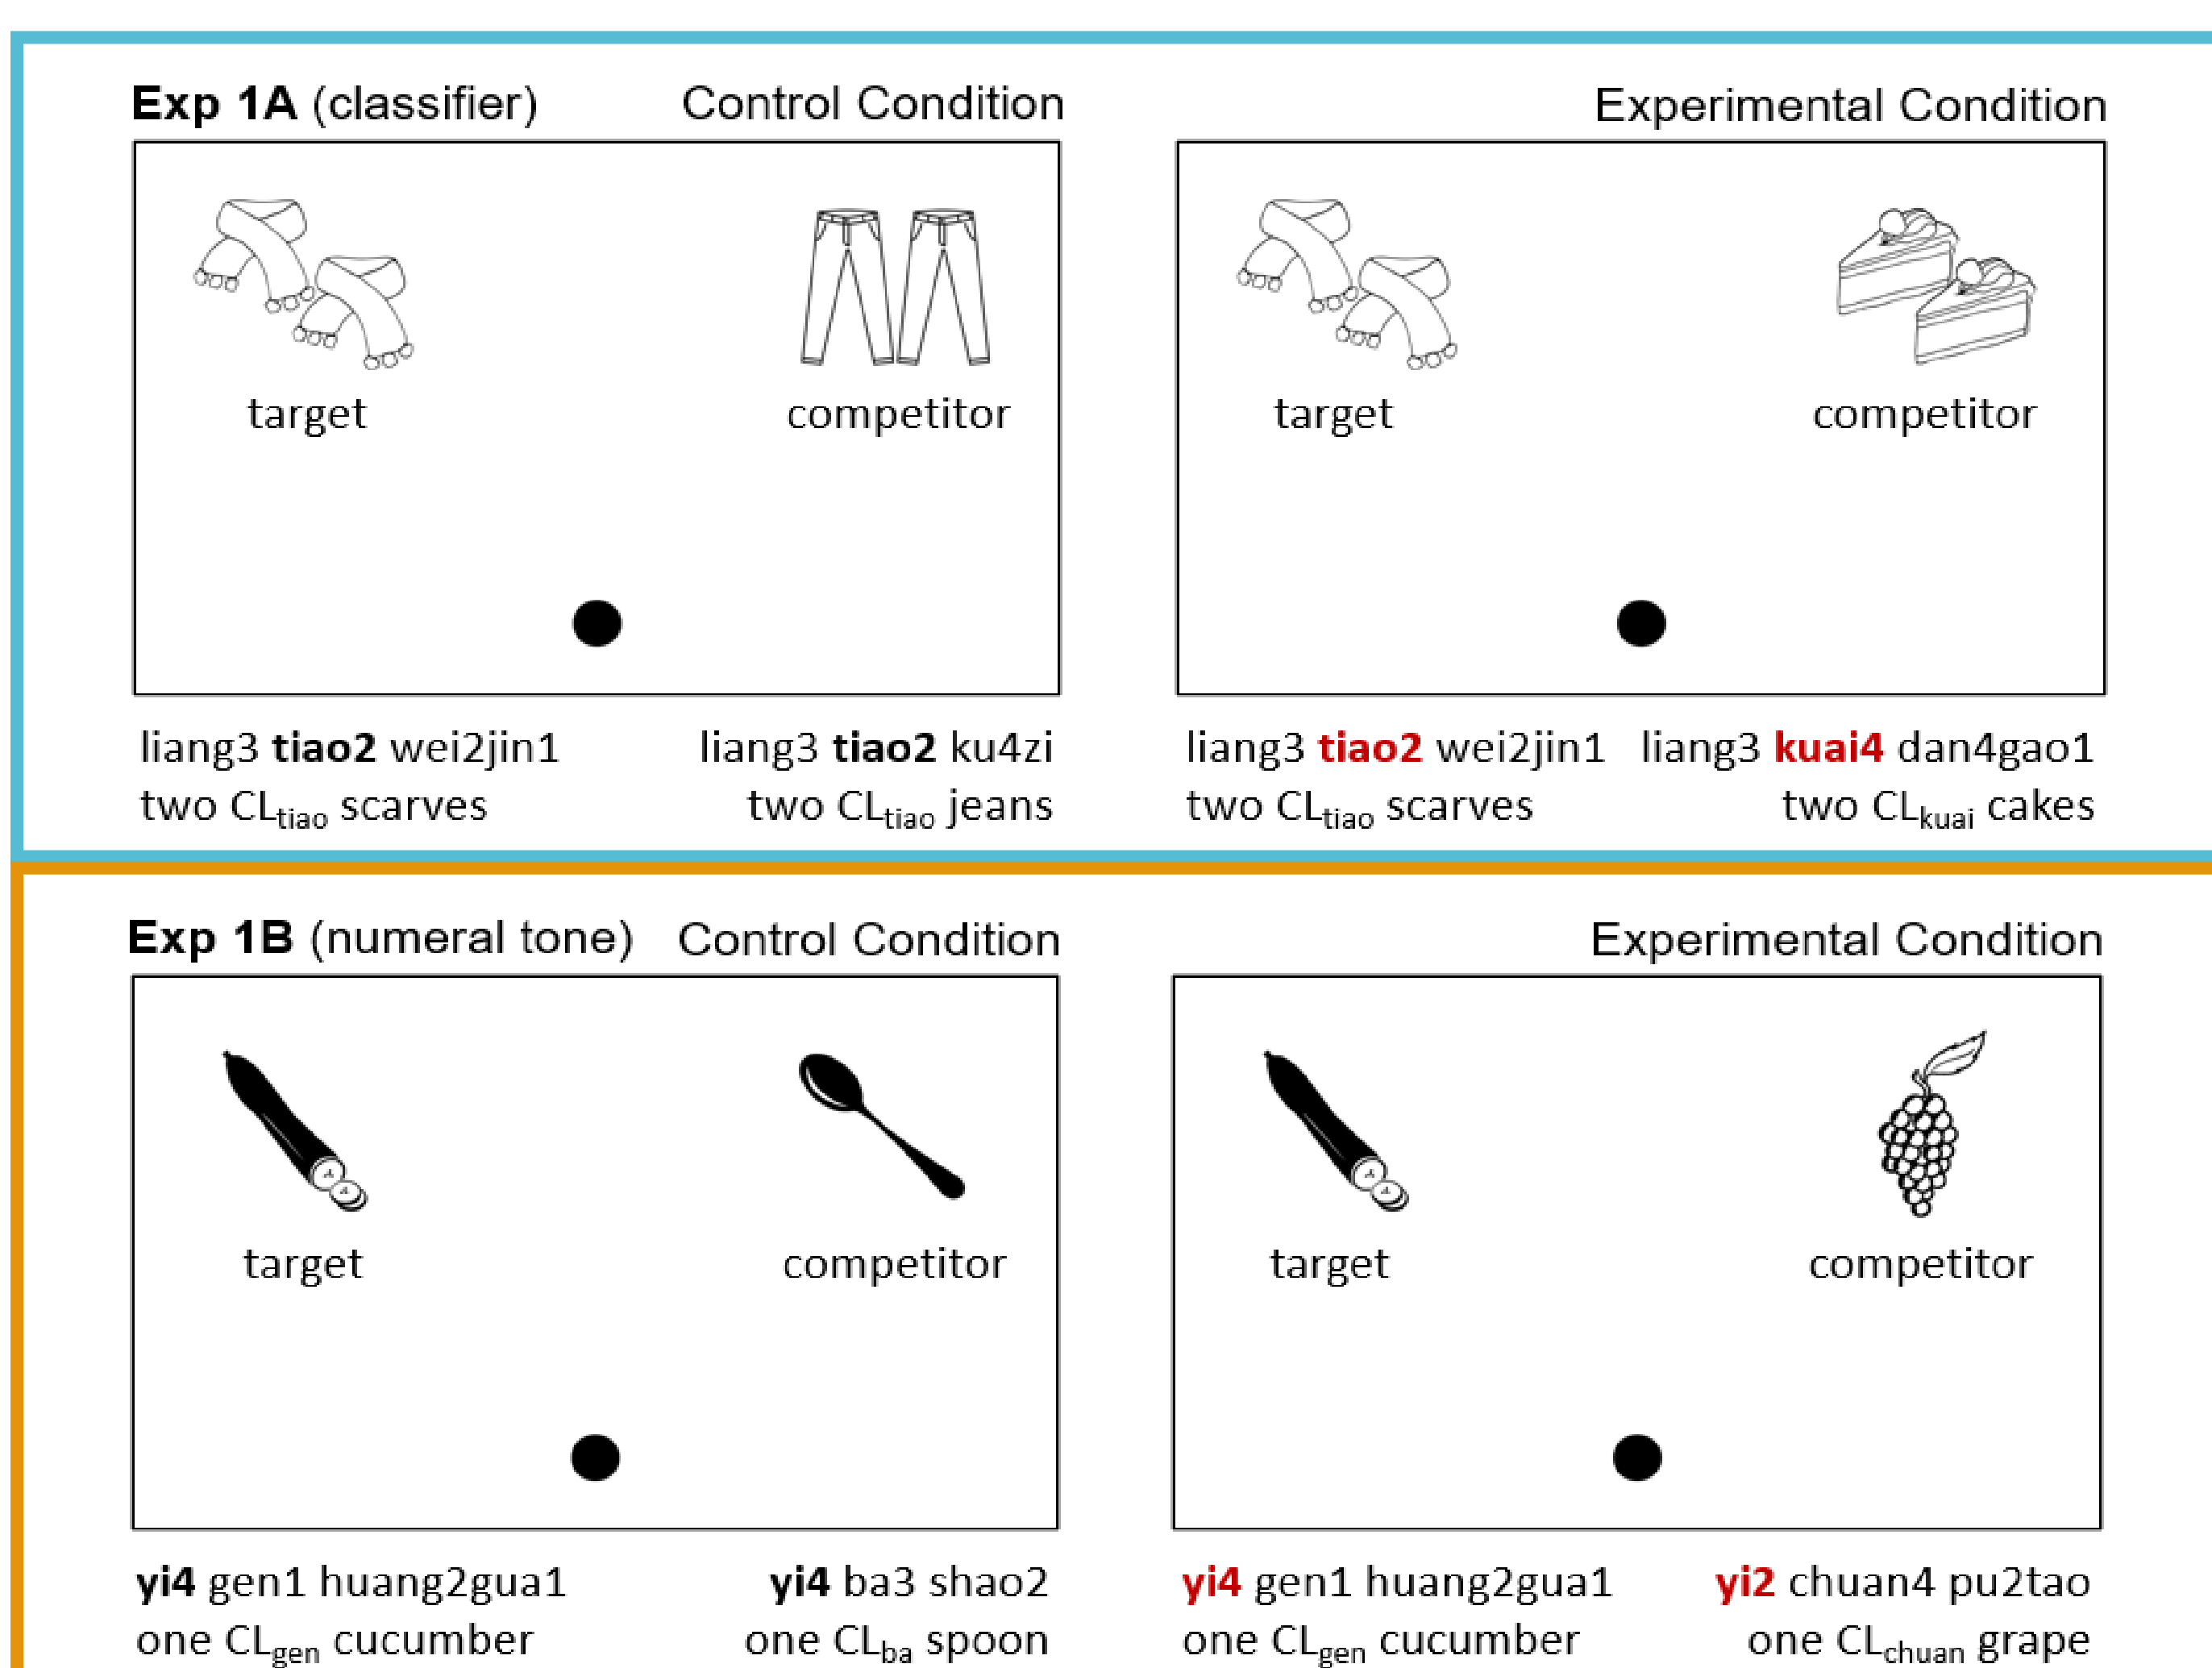 Exp 1A (classifier) Control Condition
Experimental Condition
target competitor
target competitor
liang3 tiao2 wei2jin1 liang3 tiao2 ku4zi
two CLtiao scarves two CLtiao jeans
liang3 tiao2 wei2jin1 liang3 kuai4 dan4gao1
two CLtiao scarves two CLkuai cakes
Exp 1B (numeral tone) Control Condition
Experimental Condition
target competitor
target competitor
yi4 gen1 huang2gua1 yi4 ba3 shao2
one CLgen cucumber one CLba spoon
yi4 gen1 huang2gua1 yi2 chuan4 pu2tao
one CLgen cucumber one CLchuan grape